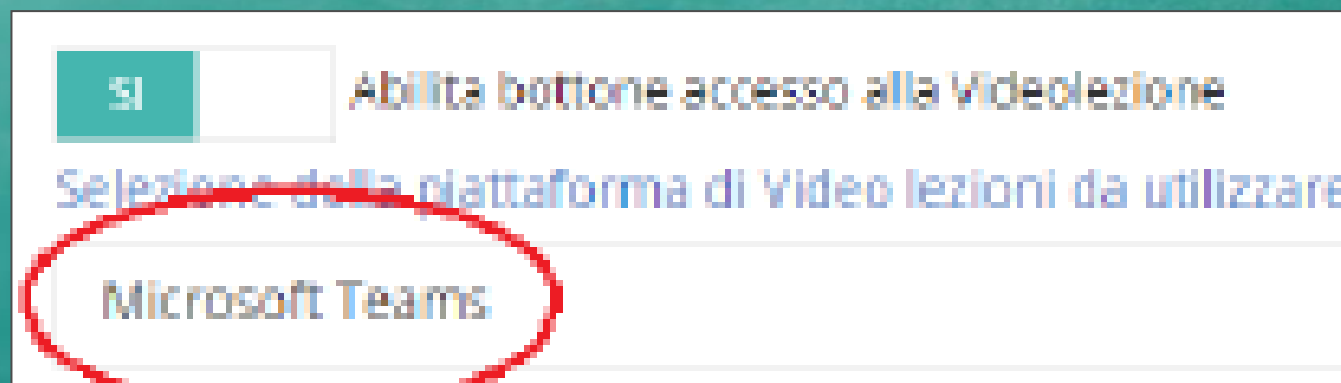 SI
Abilita bottone accesso alla Videolezione
Selezione della piattaforma di Video lezioni da utilizzare
Microsoft Teams